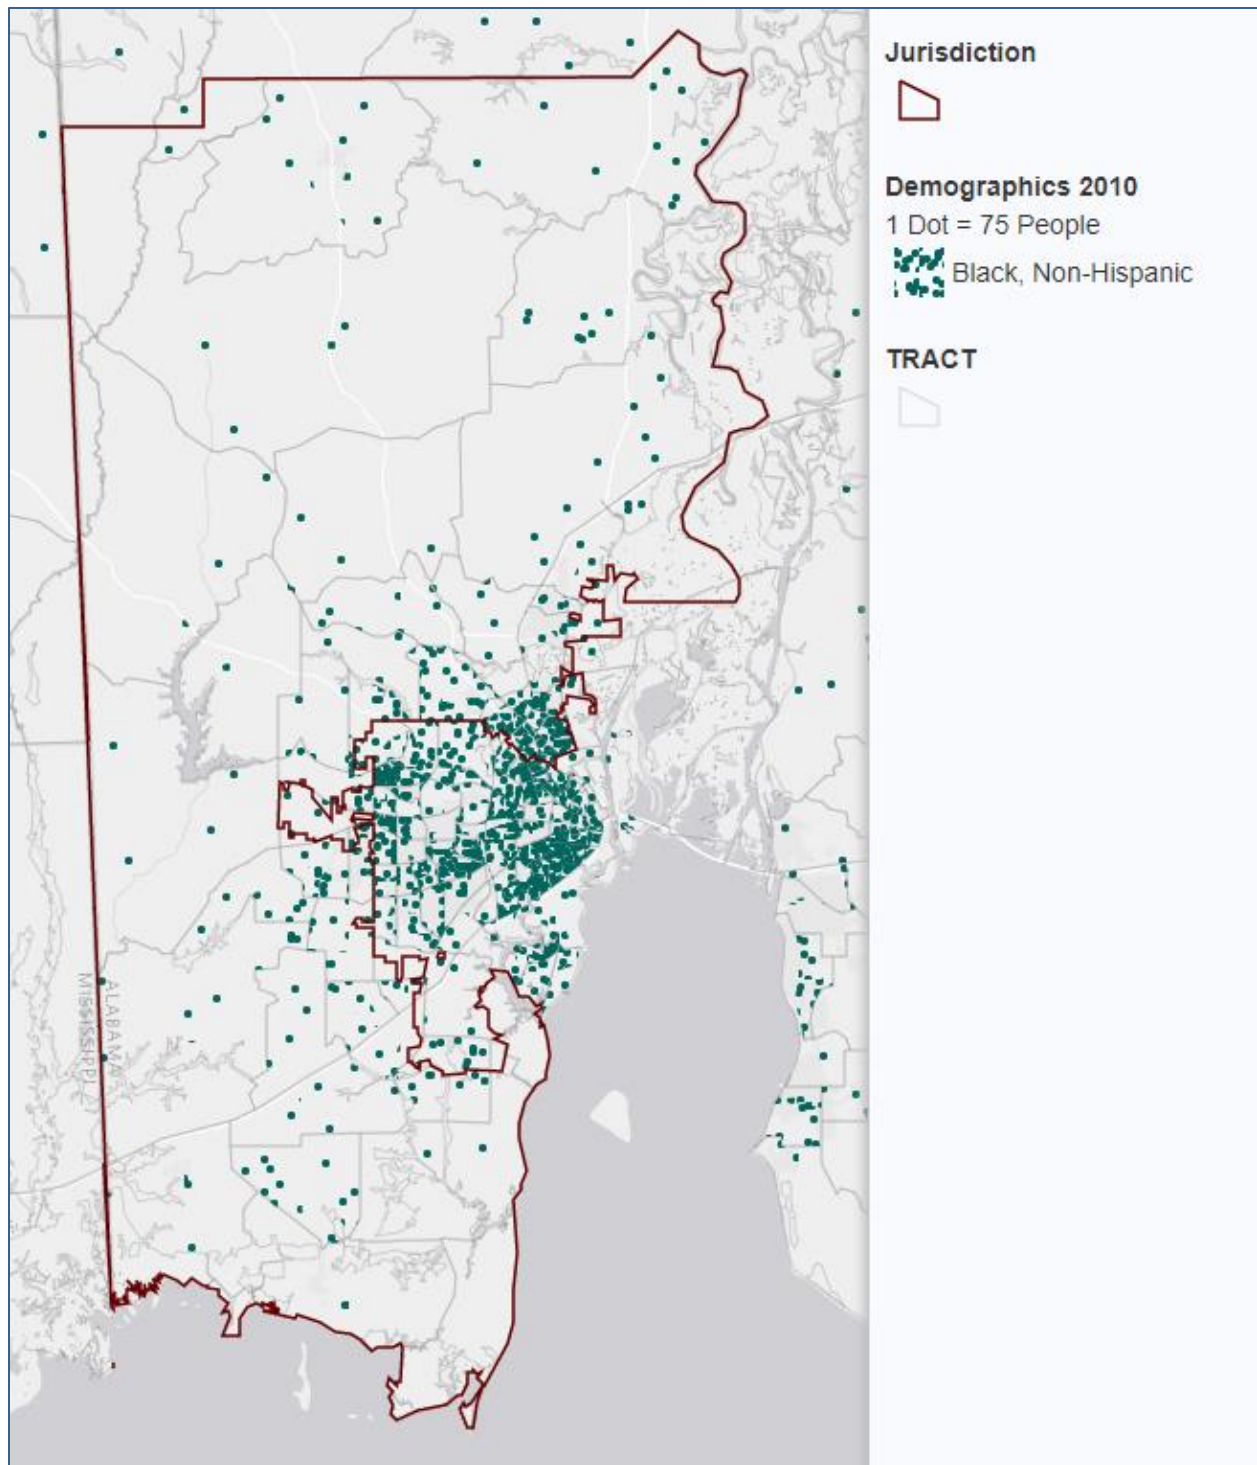 Jurisdiction
Demographics 2010
1 Dot = 75 People
Black, Non-Hispanic
TRACT
ALABAMA
MISSISSIPPI